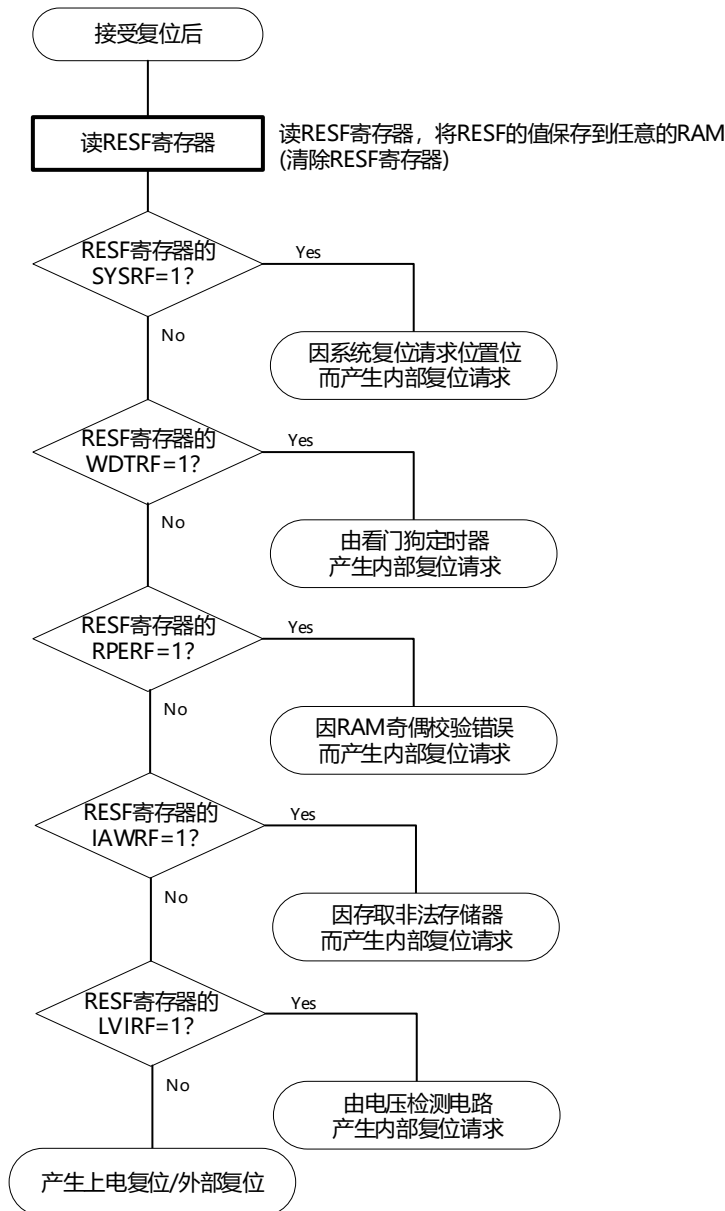 接受复位后
读RESF寄存器
读RESF寄存器，将RESF的值保存到任意的RAM
(清除RESF寄存器)
RESF寄存器的
SYSRF=1?
Yes
No
因系统复位请求位置位
而产生内部复位请求
RESF寄存器的
WDTRF=1?
Yes
No
由看门狗定时器
产生内部复位请求
RESF寄存器的
RPERF=1?
Yes
No
因RAM奇偶校验错误
而产生内部复位请求
RESF寄存器的
IAWRF=1?
Yes
No
因存取非法存储器
而产生内部复位请求
RESF寄存器的
LVIRF=1?
Yes
No
由电压检测电路
产生内部复位请求
产生上电复位/外部复位